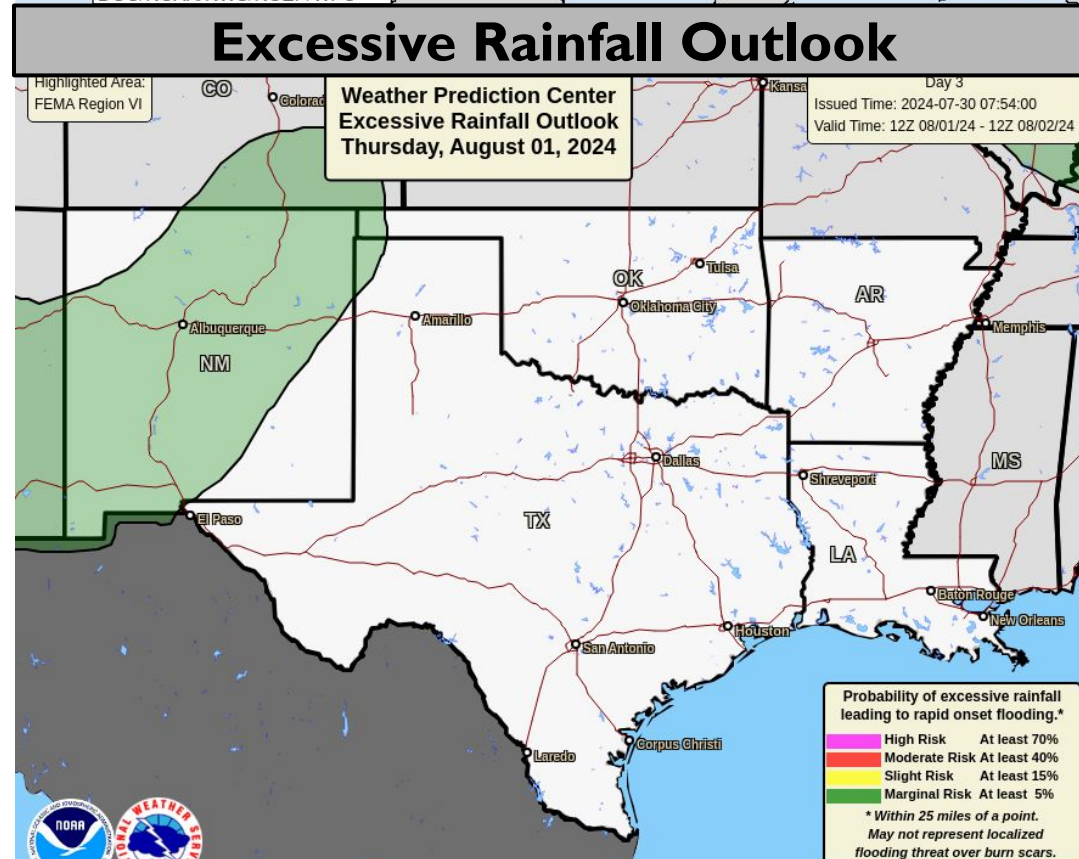 Excessive Rainfall Outlook
Highlighted Area:
FEMA Region VI
Weather Prediction Center
Excessive Rainfall Outlook
Thursday, August 01, 2024
Day 3
Issued Time: 2024-07-30 07:54:00
Valid Time: 12Z 08/01/24 - 12Z 08/02/24
CO
Colorad
Kansa
OK
Tulsa
Oklahoma City
AR
Albuquerque
Amarillo
Memphis
NM
Dallas
MS
Shreveport
El Paso
TX
LA
Baton Rouge
New Orleans
Houston
San Antonio
Laredo
Corpus Christi
Probability of excessive rainfall
leading to rapid onset flooding.*
High Risk At least 70%
Moderate Risk At least 40%
Slight Risk At least 15%
Marginal Risk At least 5%
* Within 25 miles of a point.
May not represent localized
flooding threat over burn scars.
NOAA
WEATHER